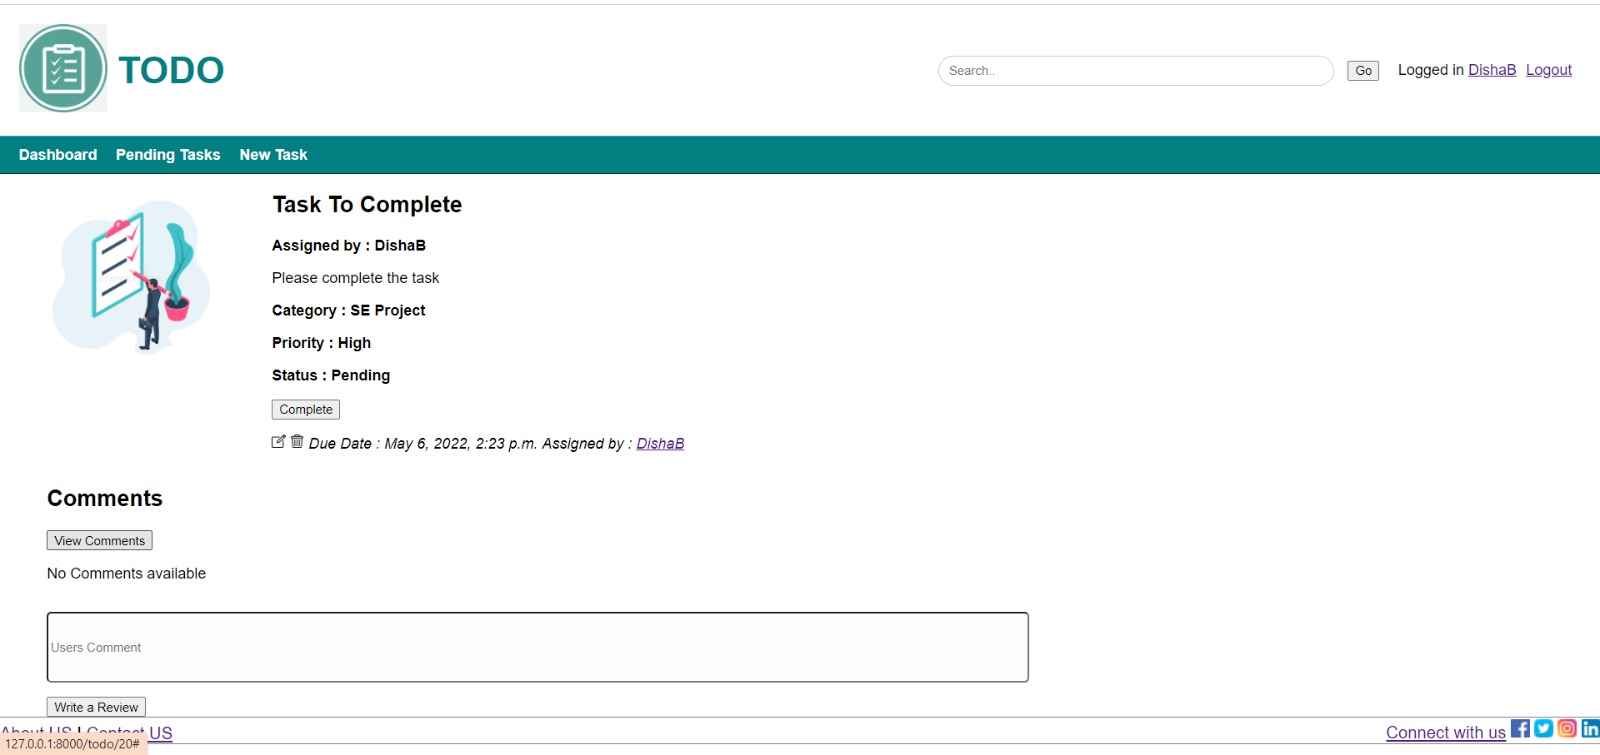 TODO
Search.. Go Logged in DishaB Logout
Dashboard Pending Tasks New Task
Task To Complete
Assigned by : DishaB
Please complete the task
Category : SE Project
Priority : High
Status : Pending
Complete
Due Date : May 6, 2022, 2:23 p.m. Assigned by : DishaB
Comments
View Comments
No Comments available
Users Comment
Write a Review
About US | Contact US Connect with us
127.0.0.1:8000/todo/20#